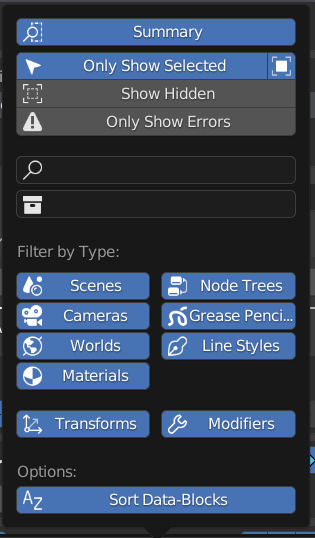 Summary
Only Show Selected
Show Hidden
Only Show Errors
Filter by Type:
Scenes
Node Trees
Cameras
Grease Penci...
Worlds
Line Styles
Materials
Transforms
Modifiers
Options:
AZ Sort Data-Blocks